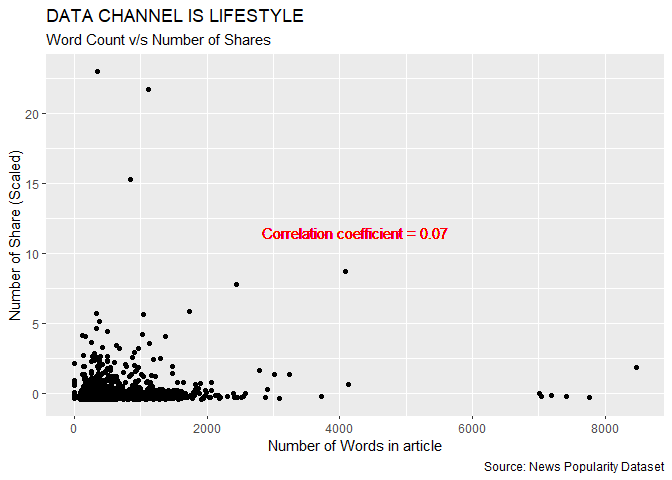 DATA CHANNEL IS LIFESTYLE
Word Count v/s Number of Shares
Number of Share (Scaled)
20
15
10
5
0
Correlation coefficient = 0.07
0
2000
4000
6000
8000
Number of Words in article
Source: News Popularity Dataset